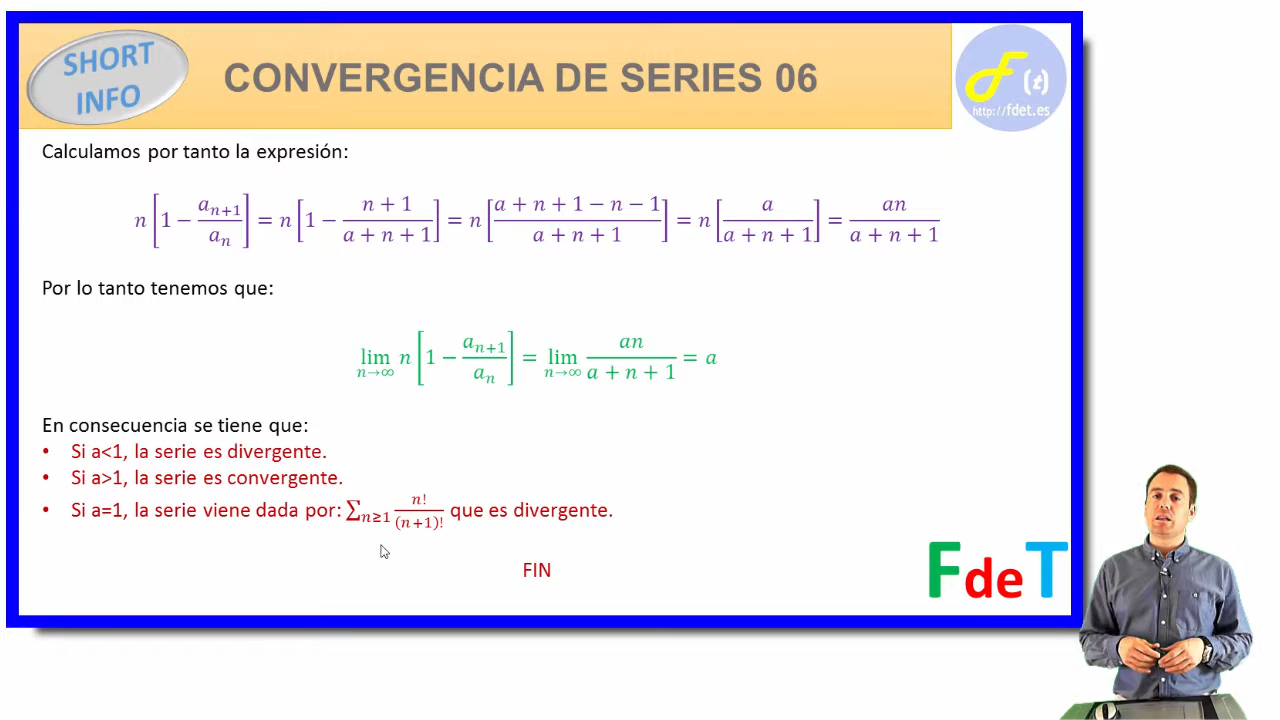 SHORT
INFO
CONVERGENCIA DE SERIES 06
F(t)
http://fdet.es
Calculamos por tanto la expresión:
n[1 − a_{n+1}/a_n] = n[1 − (n + 1)/(a + n + 1)] = n[(a + n + 1 − n − 1)/(a + n + 1)] = n[a/(a + n + 1)] = an/(a + n + 1)
Por lo tanto tenemos que:
lim_{n→∞} n[1 − a_{n+1}/a_n] = lim_{n→∞} an/(a + n + 1) = a
En consecuencia se tiene que:
• Si a<1, la serie es divergente.
• Si a>1, la serie es convergente.
• Si a=1, la serie viene dada por: ∑_{n≥1} n!/(n+1)! que es divergente.
FIN
FdeT